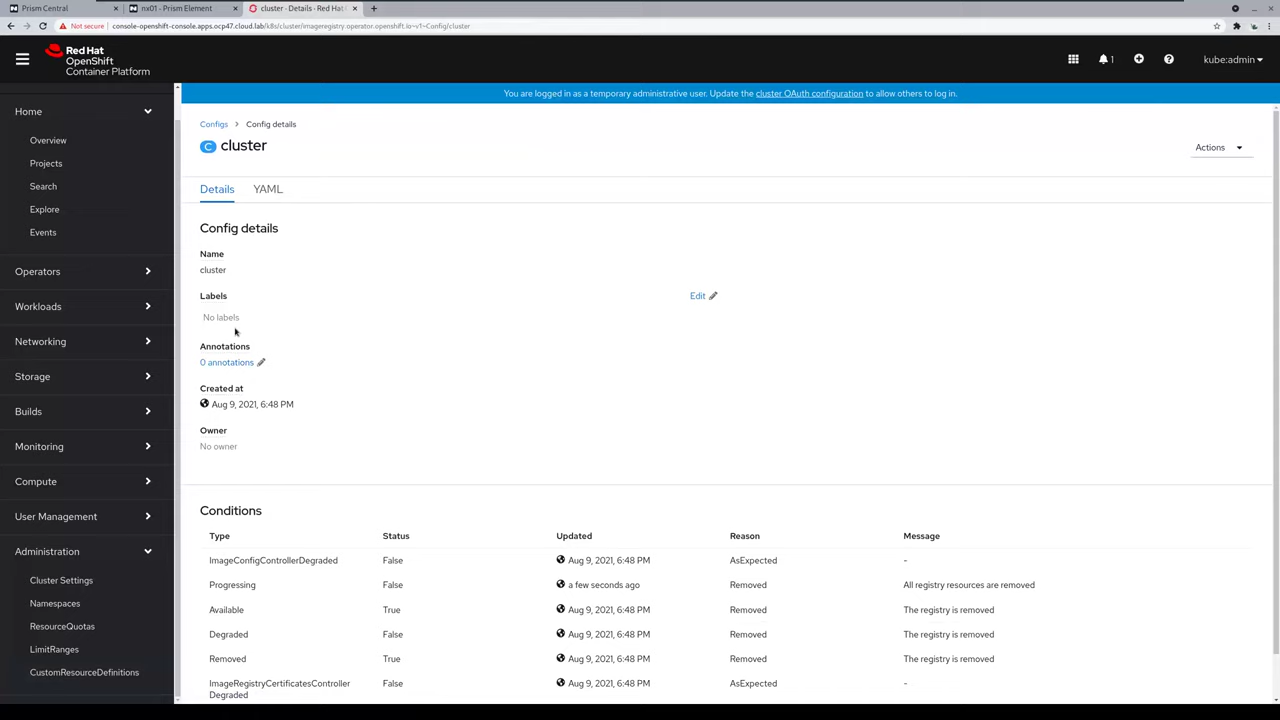 Prism Central
nx01 - Prism Element
cluster · Details · Red Hat
Not secure
console-openshift-console.apps.ocp47.cloud.lab/k8s/cluster/imageregistry.operator.openshift.io~v1~Config/cluster
Red Hat
OpenShift
Container Platform
1
kube:admin
You are logged in as a temporary administrative user. Update the cluster OAuth configuration to allow others to log in.
Home
Overview
Projects
Search
Explore
Events
Operators
Workloads
Networking
Storage
Builds
Monitoring
Compute
User Management
Administration
Cluster Settings
Namespaces
ResourceQuotas
LimitRanges
CustomResourceDefinitions
Configs > Config details
C cluster
Actions
Details YAML
Config details
Name
cluster
Labels
Edit
No labels
Annotations
0 annotations
Created at
Aug 9, 2021, 6:48 PM
Owner
No owner
Conditions
Type Status Updated Reason Message
ImageConfigControllerDegraded False Aug 9, 2021, 6:48 PM AsExpected -
Progressing False a few seconds ago Removed All registry resources are removed
Available True Aug 9, 2021, 6:48 PM Removed The registry is removed
Degraded False Aug 9, 2021, 6:48 PM Removed The registry is removed
Removed True Aug 9, 2021, 6:48 PM Removed The registry is removed
ImageRegistryCertificatesController False Aug 9, 2021, 6:48 PM AsExpected -
Degraded